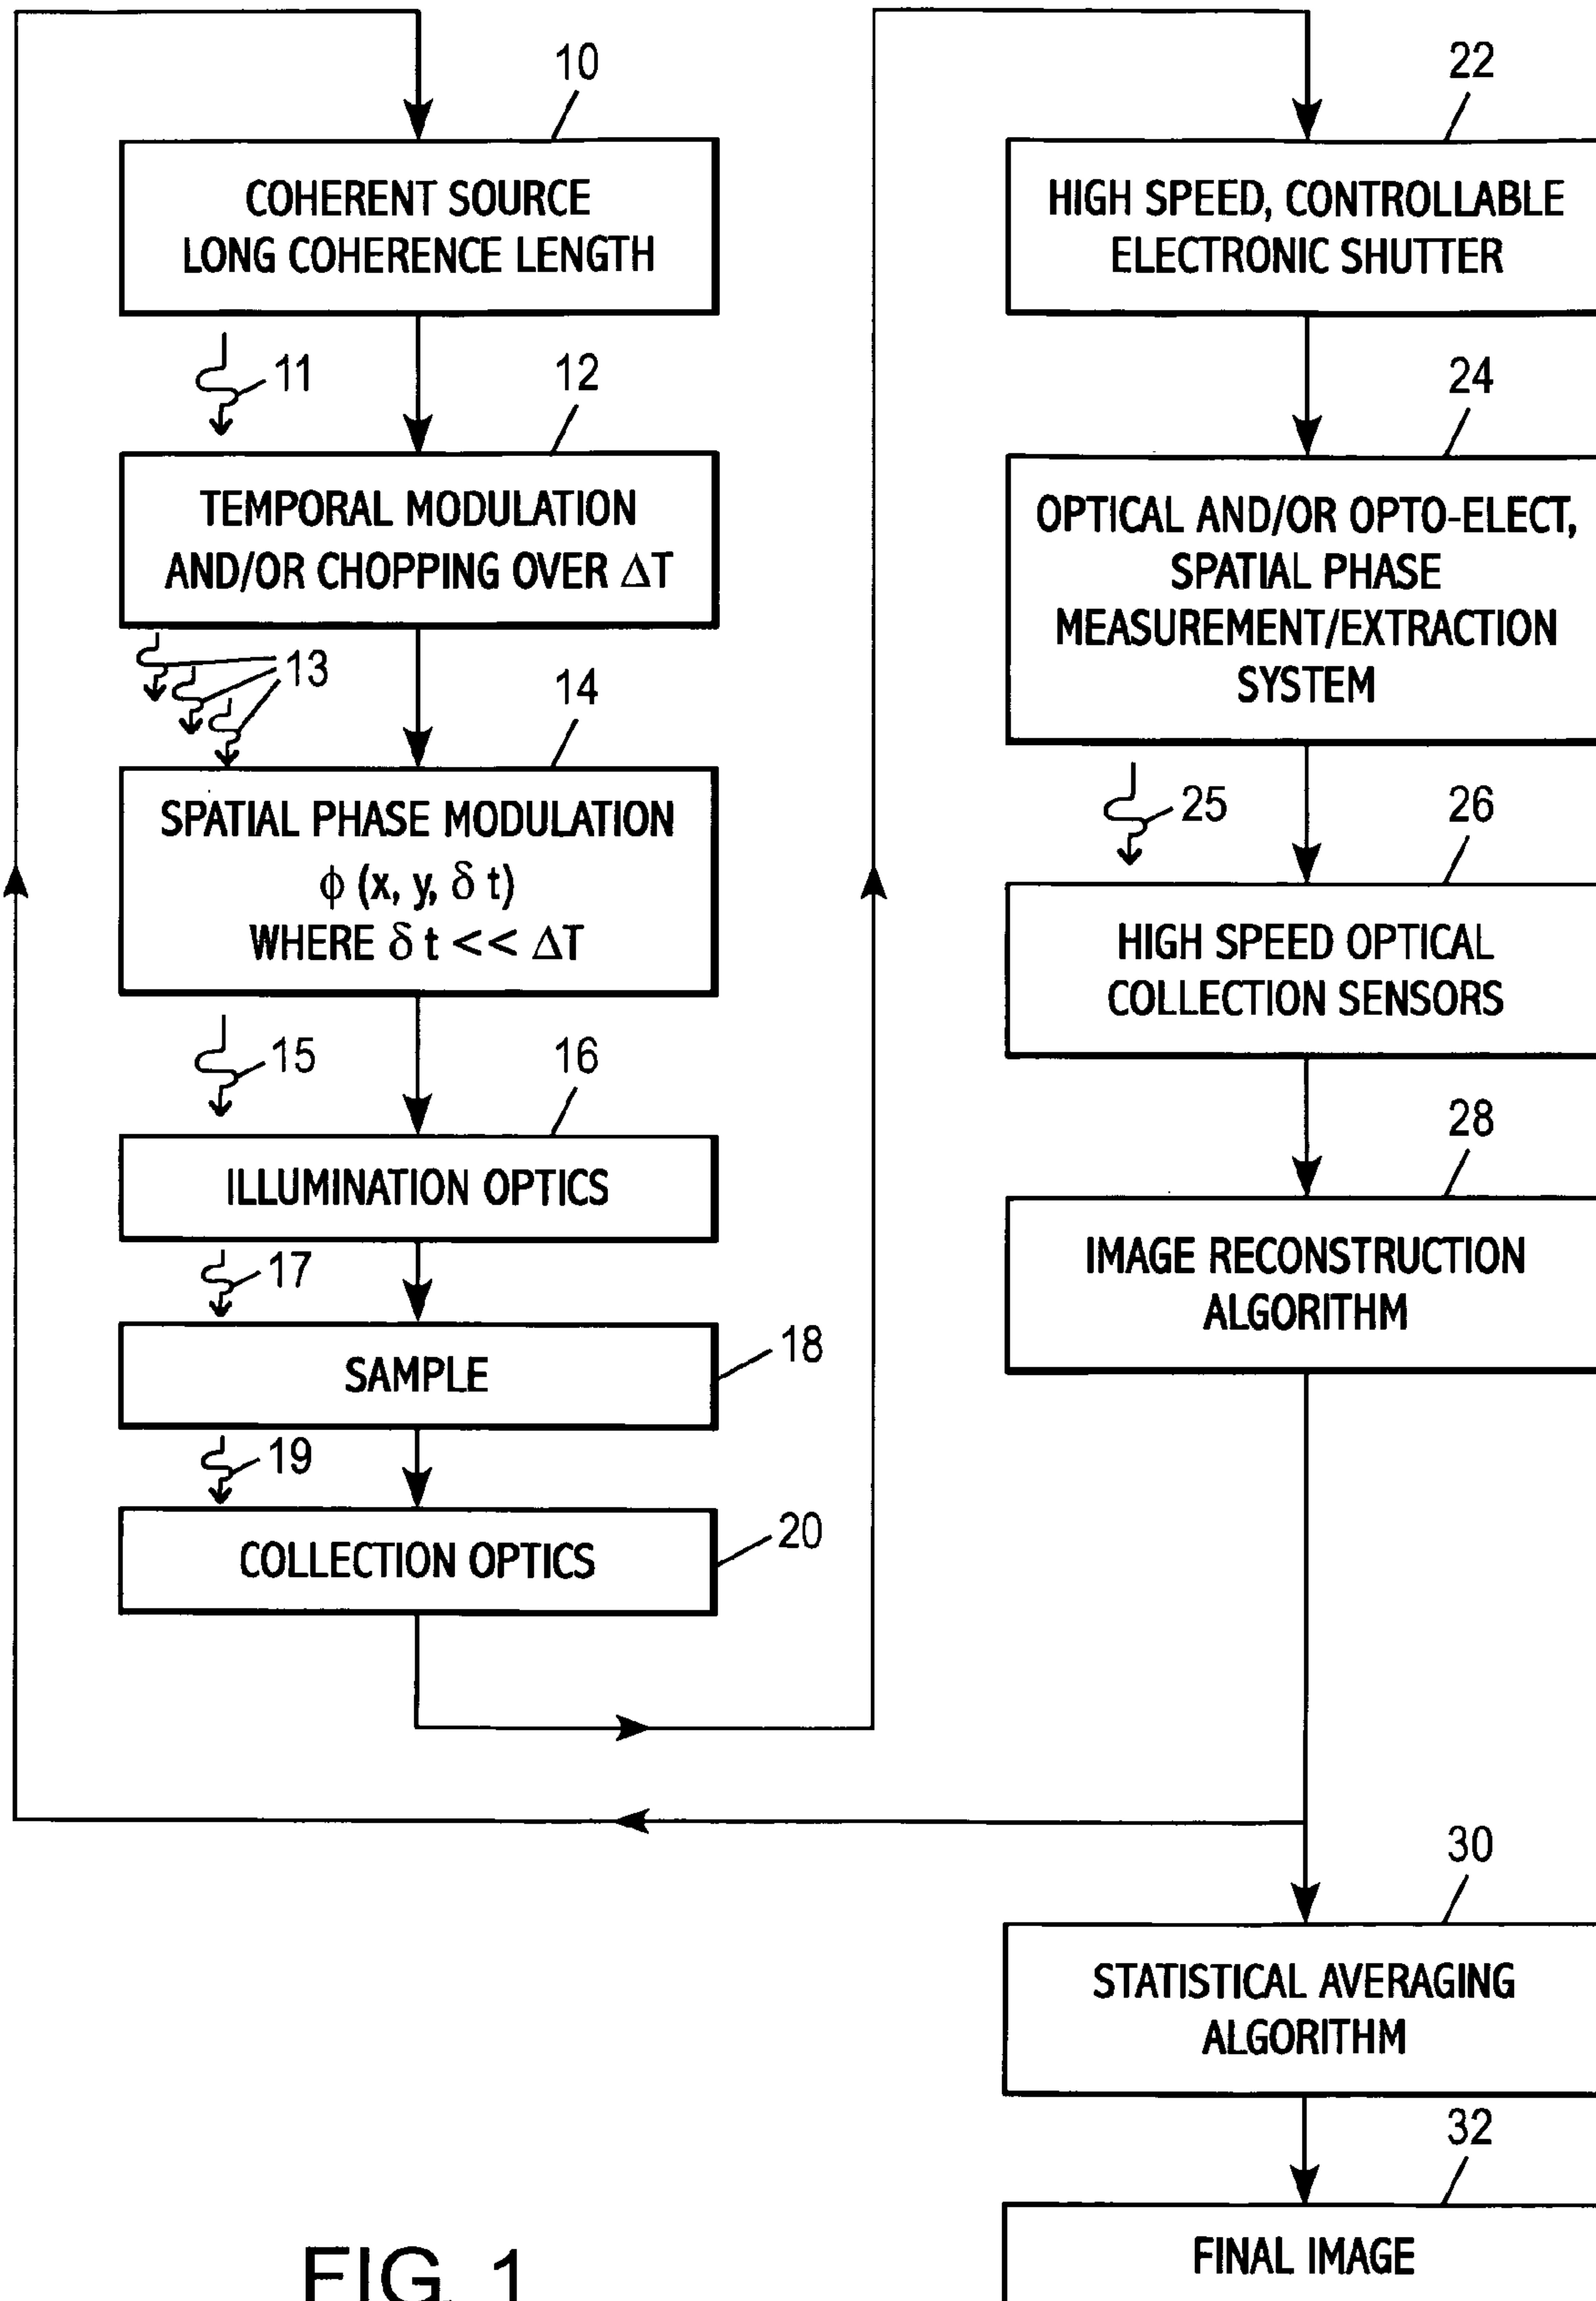 10
COHERENT SOURCE
LONG COHERENCE LENGTH
11
12
TEMPORAL MODULATION
AND/OR CHOPPING OVER ΔT
13
14
SPATIAL PHASE MODULATION
ϕ (x, y, δ t)
WHERE δ t << ΔT
15
16
ILLUMINATION OPTICS
17
SAMPLE
18
19
COLLECTION OPTICS
20
22
HIGH SPEED, CONTROLLABLE
ELECTRONIC SHUTTER
24
OPTICAL AND/OR OPTO-ELECT,
SPATIAL PHASE
MEASUREMENT/EXTRACTION
SYSTEM
25
26
HIGH SPEED OPTICAL
COLLECTION SENSORS
28
IMAGE RECONSTRUCTION
ALGORITHM
30
STATISTICAL AVERAGING
ALGORITHM
32
FINAL IMAGE
FIG. 1